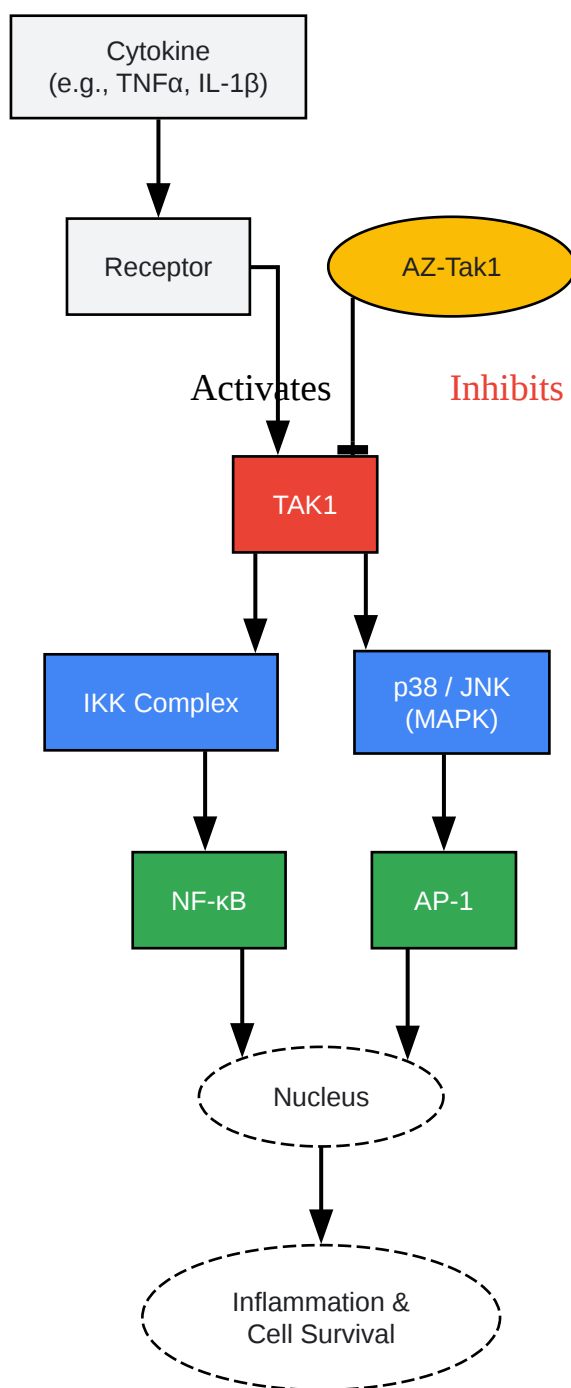 Cytokine
(e.g., TNFα, IL-1β)
Receptor
AZ-Tak1
Activates
Inhibits
TAK1
IKK Complex
p38 / JNK
(MAPK)
NF-κB
AP-1
Nucleus
Inflammation &
Cell Survival